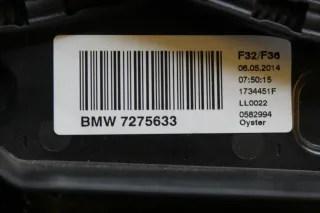 F32/F36
06.05.2014
07:50:15
1734451F
LL0022
0582994
Oyster
BMW 7275633